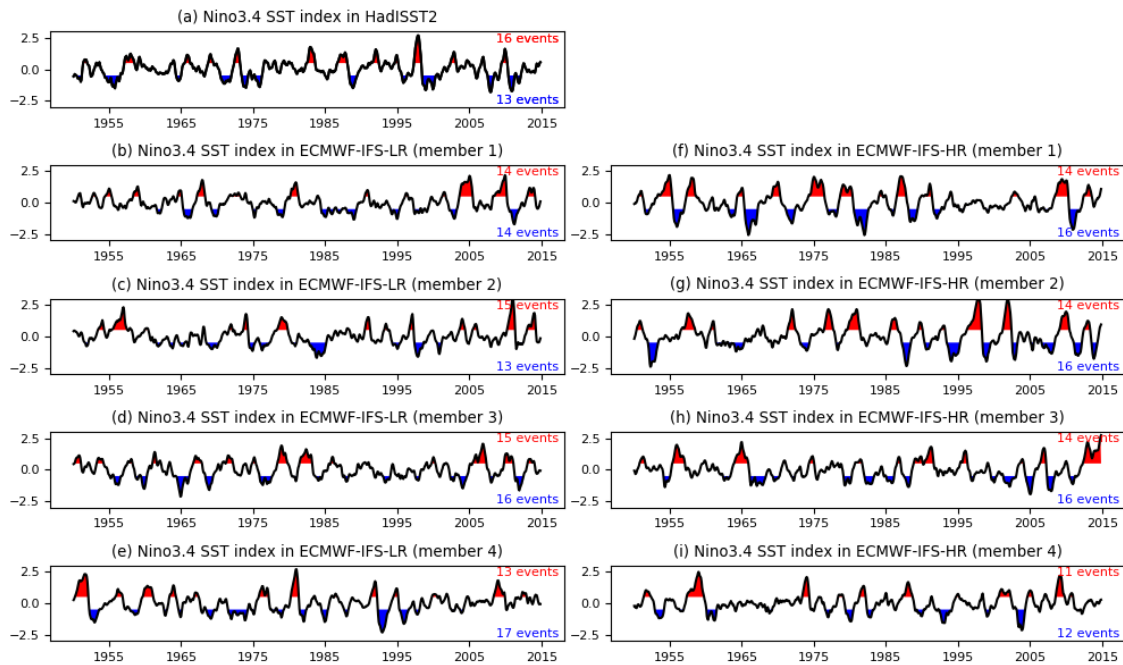 (a) Nino3.4 SST index in HadISST2
2.5
0.0
−2.5
16 events
13 events
1955 1965 1975 1985 1995 2005 2015
(b) Nino3.4 SST index in ECMWF-IFS-LR (member 1)
2.5
0.0
−2.5
14 events
14 events
1955 1965 1975 1985 1995 2005 2015
(f) Nino3.4 SST index in ECMWF-IFS-HR (member 1)
2.5
0.0
−2.5
14 events
16 events
1955 1965 1975 1985 1995 2005 2015
(c) Nino3.4 SST index in ECMWF-IFS-LR (member 2)
2.5
0.0
−2.5
15 events
13 events
1955 1965 1975 1985 1995 2005 2015
(g) Nino3.4 SST index in ECMWF-IFS-HR (member 2)
2.5
0.0
−2.5
14 events
16 events
1955 1965 1975 1985 1995 2005 2015
(d) Nino3.4 SST index in ECMWF-IFS-LR (member 3)
2.5
0.0
−2.5
15 events
16 events
1955 1965 1975 1985 1995 2005 2015
(h) Nino3.4 SST index in ECMWF-IFS-HR (member 3)
2.5
0.0
−2.5
14 events
16 events
1955 1965 1975 1985 1995 2005 2015
(e) Nino3.4 SST index in ECMWF-IFS-LR (member 4)
2.5
0.0
−2.5
13 events
17 events
1955 1965 1975 1985 1995 2005 2015
(i) Nino3.4 SST index in ECMWF-IFS-HR (member 4)
2.5
0.0
−2.5
11 events
12 events
1955 1965 1975 1985 1995 2005 2015